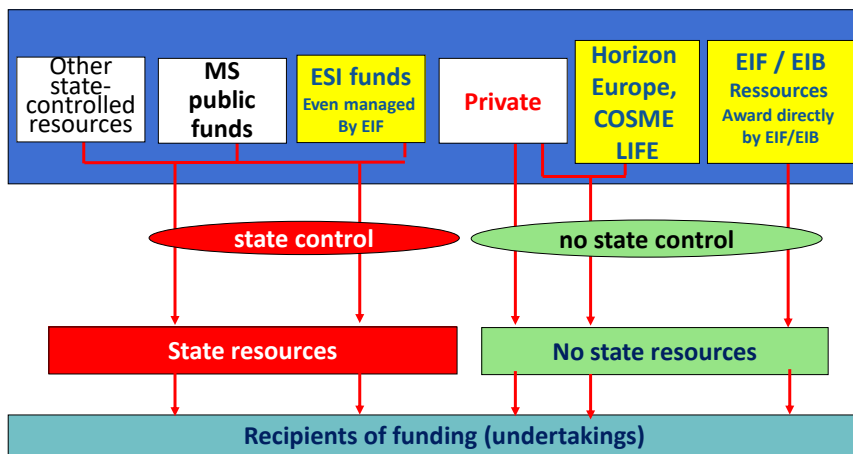 Other
state-
controlled
resources
MS
public
funds
ESI funds
Even managed
By EIF
Private
Horizon
Europe,
COSME
LIFE
EIF / EIB
Ressources
Award directly
by EIF/EIB
state control
no state control
State resources
No state resources
Recipients of funding (undertakings)